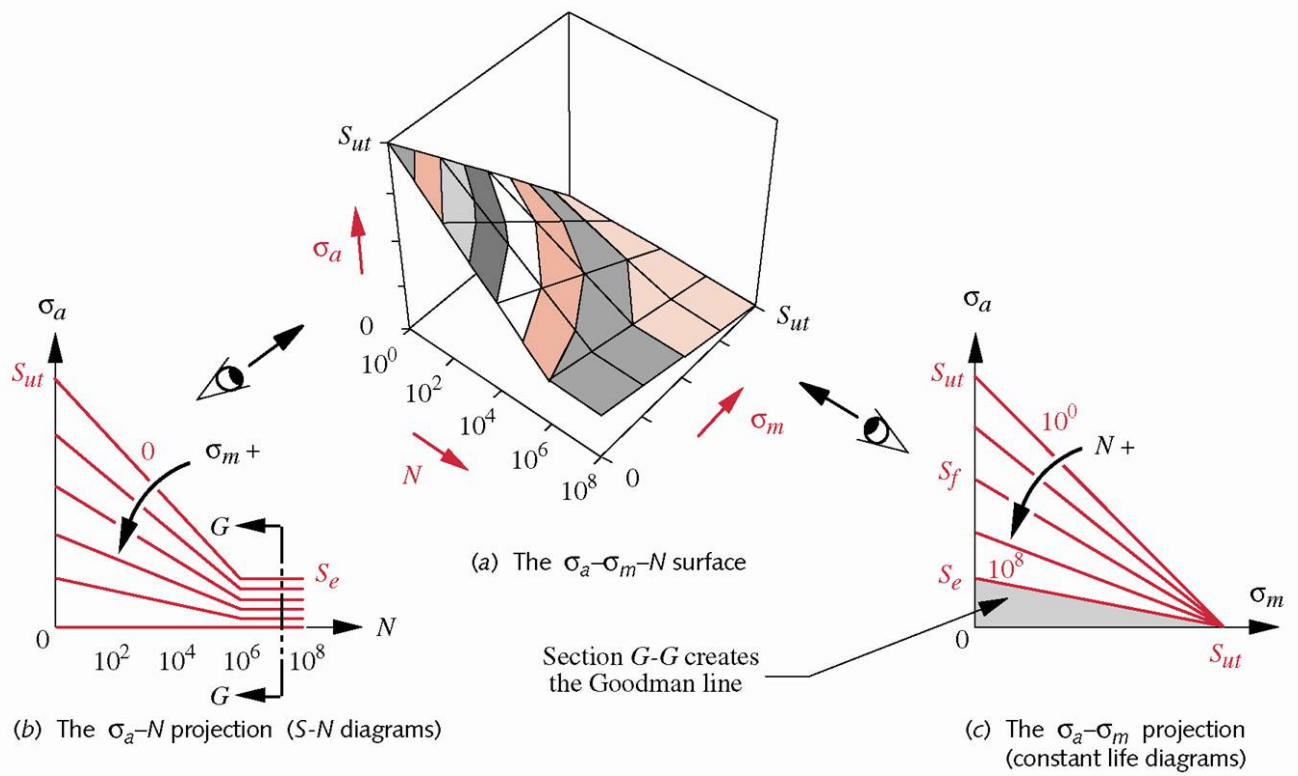 S_ut
σ_a
0
10^0
10^2
10^4
10^6
10^8
N
0
σ_m
S_ut
(a) The σ_a–σ_m–N surface
σ_a
S_ut
0
σ_m +
G
S_e
0
N
10^2
10^4
10^6
10^8
G
(b) The σ_a–N projection (S-N diagrams)
σ_a
S_ut
10^0
N +
S_f
S_e
10^8
σ_m
0
S_ut
Section G-G creates
the Goodman line
(c) The σ_a–σ_m projection
(constant life diagrams)